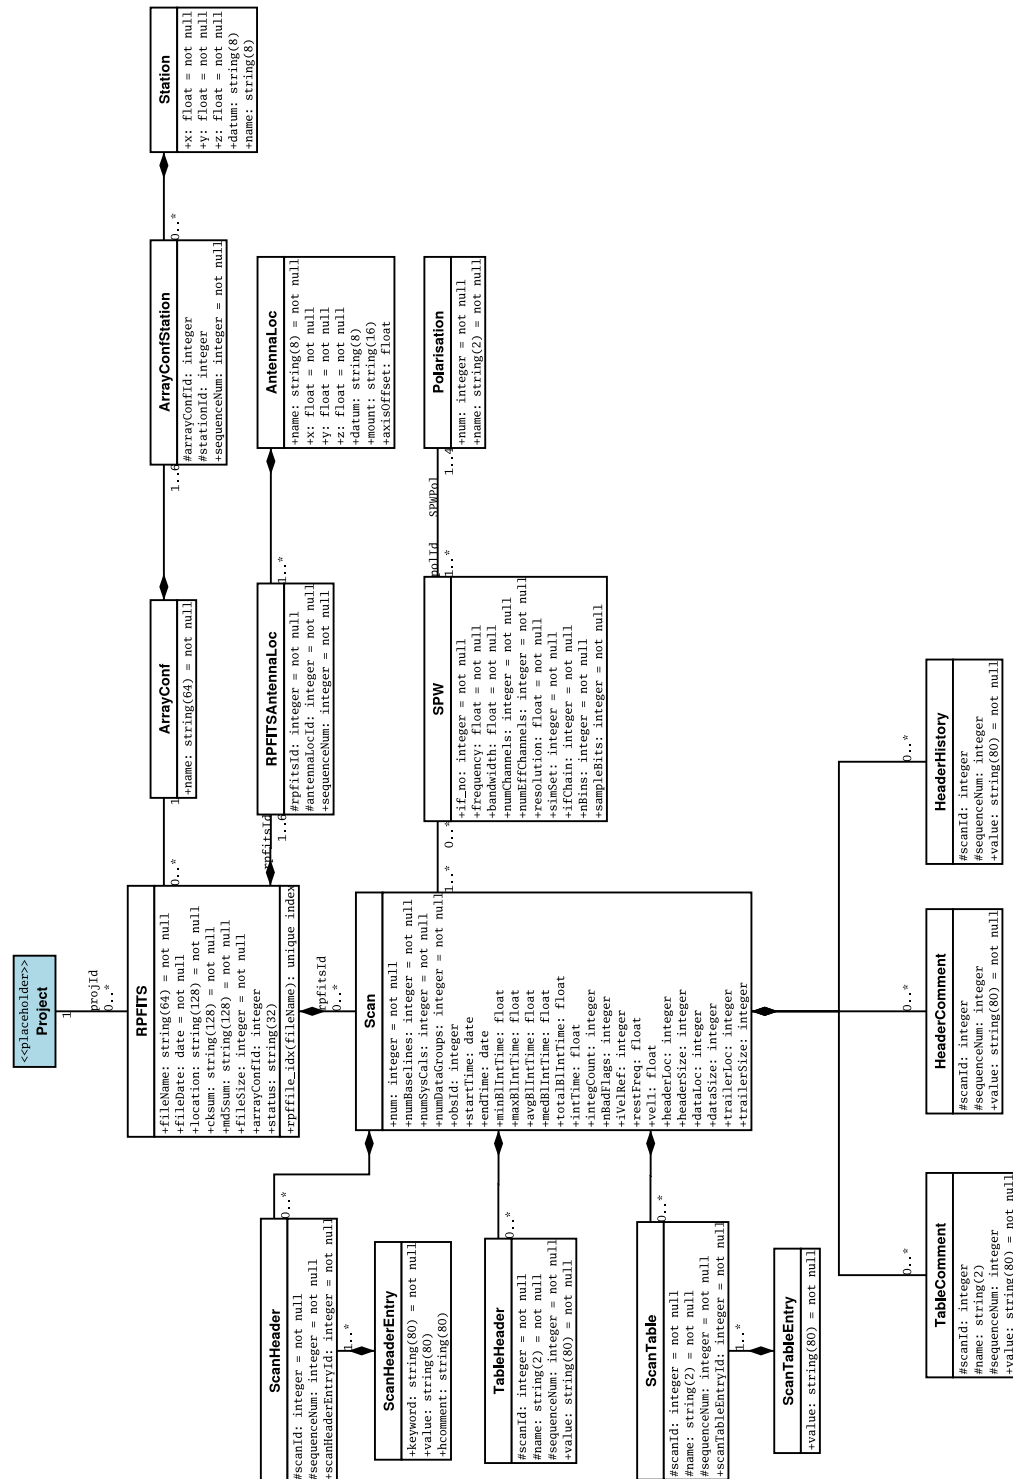 <<placeholder>>
Project
1
projId
0..*
RPFITS
+fileName: string(64) = not null
+fileDate: date = not null
+location: string(128) = not null
+cksum: string(128) = not null
+md5sum: string(128) = not null
+fileSize: integer = not null
+arrayConfId: integer
+status: string(32)
+rpffile_idx(fileName): unique index
0..*
1
ArrayConf
+name: string(64) = not null
1..6
ArrayConfStation
#arrayConfId: integer
#stationId: integer
+sequenceNum: integer = not null
0..*
Station
+x: float = not null
+y: float = not null
+z: float = not null
+datum: string(8)
+name: string(8)
rpfitsId
1..6
RPFITSAntennaLoc
#rpfitsId: integer = not null
#antennaLocId: integer = not null
+sequenceNum: integer = not null
1..*
AntennaLoc
+name: string(8) = not null
+x: float = not null
+y: float = not null
+z: float = not null
+datum: string(8)
+mount: string(16)
+axisOffset: float
rpfitsId
0..*
Scan
+num: integer = not null
+numBaselines: integer = not null
+numSysCals: integer = not null
+numDataGroups: integer = not null
+obsId: integer
+startTime: date
+endTime: date
+minBlIntTime: float
+maxBlIntTime: float
+avgBlIntTime: float
+medBlIntTime: float
+totalBlIntTime: float
+intTime: float
+integCount: integer
+nBadFlags: integer
+iVelRef: integer
+restFreq: float
+vel1: float
+headerLoc: integer
+headerSize: integer
+dataLoc: integer
+dataSize: integer
+trailerLoc: integer
+trailerSize: integer
1..*
0..*
SPW
+if_no: integer = not null
+frequency: float = not null
+bandwidth: float = not null
+numChannels: integer = not null
+numEffChannels: integer = not null
+resolution: float = not null
+simSet: integer = not null
+ifChain: integer = not null
+nBins: integer = not null
+sampleBits: integer = not null
polId
SPWPol
1..*
1..4
Polarisation
+num: integer = not null
+name: string(2) = not null
0..*
ScanHeader
#scanId: integer = not null
#sequenceNum: integer = not null
+scanHeaderEntryId: integer = not null
1..*
ScanHeaderEntry
+keyword: string(80) = not null
+value: string(80)
+hcomment: string(80)
0..*
TableHeader
#scanId: integer = not null
#name: string(2) = not null
#sequenceNum: integer = not null
+value: string(80) = not null
0..*
ScanTable
#scanId: integer = not null
#name: string(2) = not null
#sequenceNum: integer = not null
+scanTableEntryId: integer = not null
1..*
ScanTableEntry
+value: string(80) = not null
0..*
TableComment
#scanId: integer
#name: string(2)
#sequenceNum: integer
+value: string(80) = not null
0..*
HeaderComment
#scanId: integer
#sequenceNum: integer
+value: string(80) = not null
0..*
HeaderHistory
#scanId: integer
#sequenceNum: integer
+value: string(80) = not null